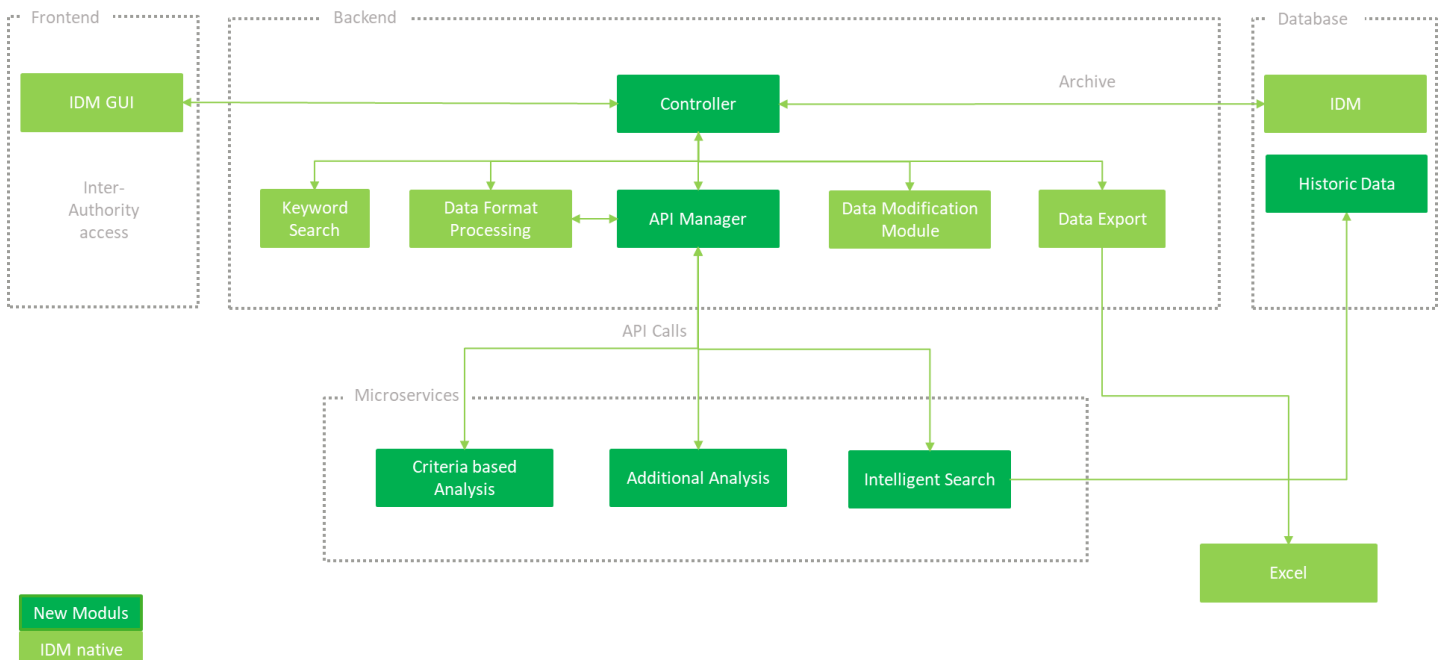 Frontend
Backend
Database
IDM GUI
Controller
Archive
IDM
Inter-
Authority
access
Keyword
Search
Data Format
Processing
API Manager
Data Modification
Module
Data Export
Historic Data
API Calls
Microservices
Criteria based
Analysis
Additional Analysis
Intelligent Search
Excel
New Moduls
IDM native